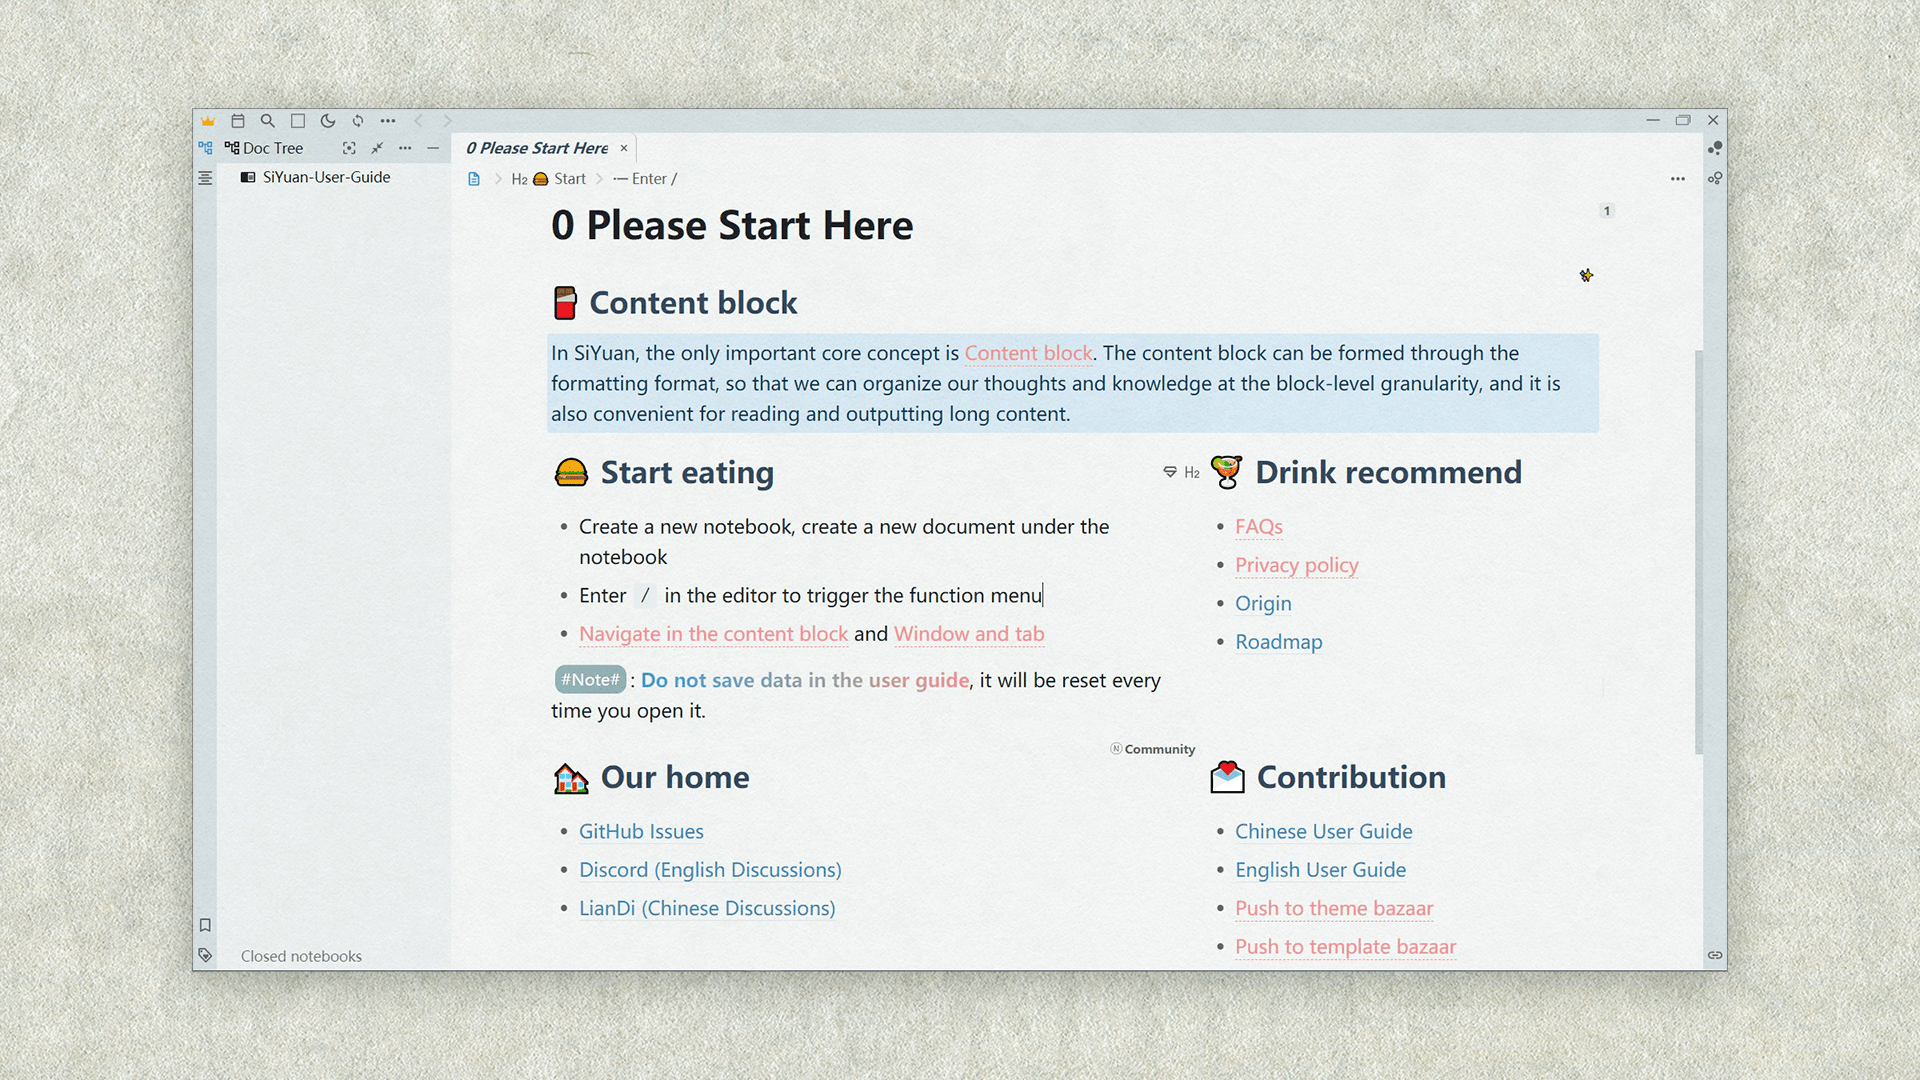 Doc Tree
0 Please Start Here
SiYuan-User-Guide
H2 Start Enter /
1
0 Please Start Here
Content block
In SiYuan, the only important core concept is Content block. The content block can be formed through the
formatting format, so that we can organize our thoughts and knowledge at the block-level granularity, and it is
also convenient for reading and outputting long content.
Start eating
Create a new notebook, create a new document under the
notebook
Enter / in the editor to trigger the function menu
Navigate in the content block and Window and tab
#Note# : Do not save data in the user guide, it will be reset every
time you open it.
H2 Drink recommend
FAQs
Privacy policy
Origin
Roadmap
Our home
GitHub Issues
Discord (English Discussions)
LianDi (Chinese Discussions)
N Community
Contribution
Chinese User Guide
English User Guide
Push to theme bazaar
Push to template bazaar
Closed notebooks